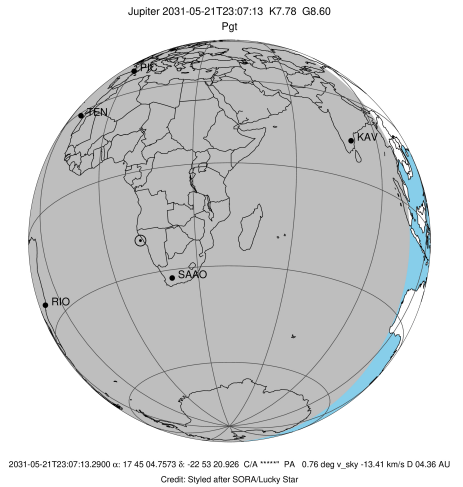 Jupiter 2031-05-21T23:07:13 K7.78 G8.60
Pgt
PIC
TEN
KAV
SAAO
RIO
2031-05-21T23:07:13.2900 α: 17 45 04.7573 δ: -22 53 20.926 C/A *****" PA 0.76 deg v_sky -13.41 km/s D 04.36 AU
Credit: Styled after SORA/Lucky Star